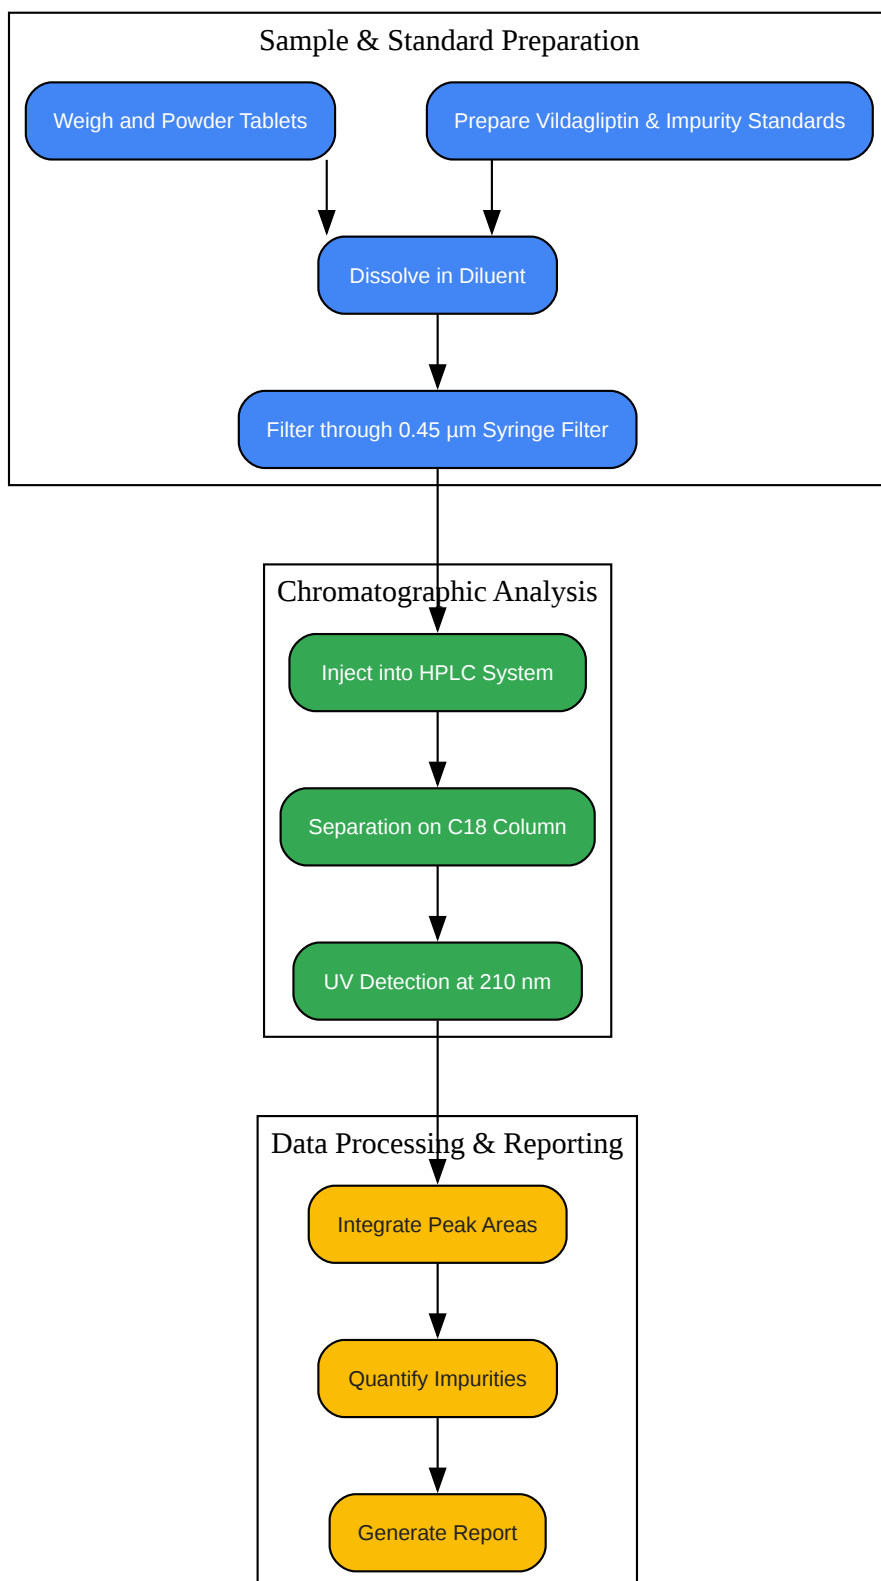 Sample & Standard Preparation
Weigh and Powder Tablets
Prepare Vildagliptin & Impurity Standards
Dissolve in Diluent
Filter through 0.45 µm Syringe Filter
Chromatographic Analysis
Inject into HPLC System
Separation on C18 Column
UV Detection at 210 nm
Data Processing & Reporting
Integrate Peak Areas
Quantify Impurities
Generate Report